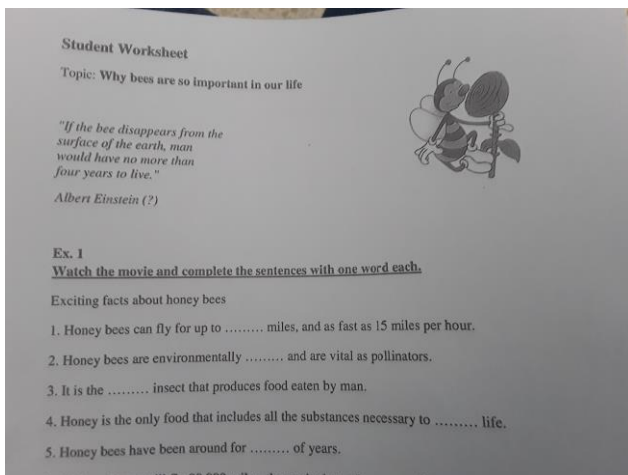 Student Worksheet
Topic: Why bees are so important in our life
"If the bee disappears from the
surface of the earth, man
would have no more than
four years to live."
Albert Einstein (?)
Ex. 1
Watch the movie and complete the sentences with one word each.
Exciting facts about honey bees
1. Honey bees can fly for up to ......... miles, and as fast as 15 miles per hour.
2. Honey bees are environmentally ......... and are vital as pollinators.
3. It is the ......... insect that produces food eaten by man.
4. Honey is the only food that includes all the substances necessary to ......... life.
5. Honey bees have been around for ......... of years.